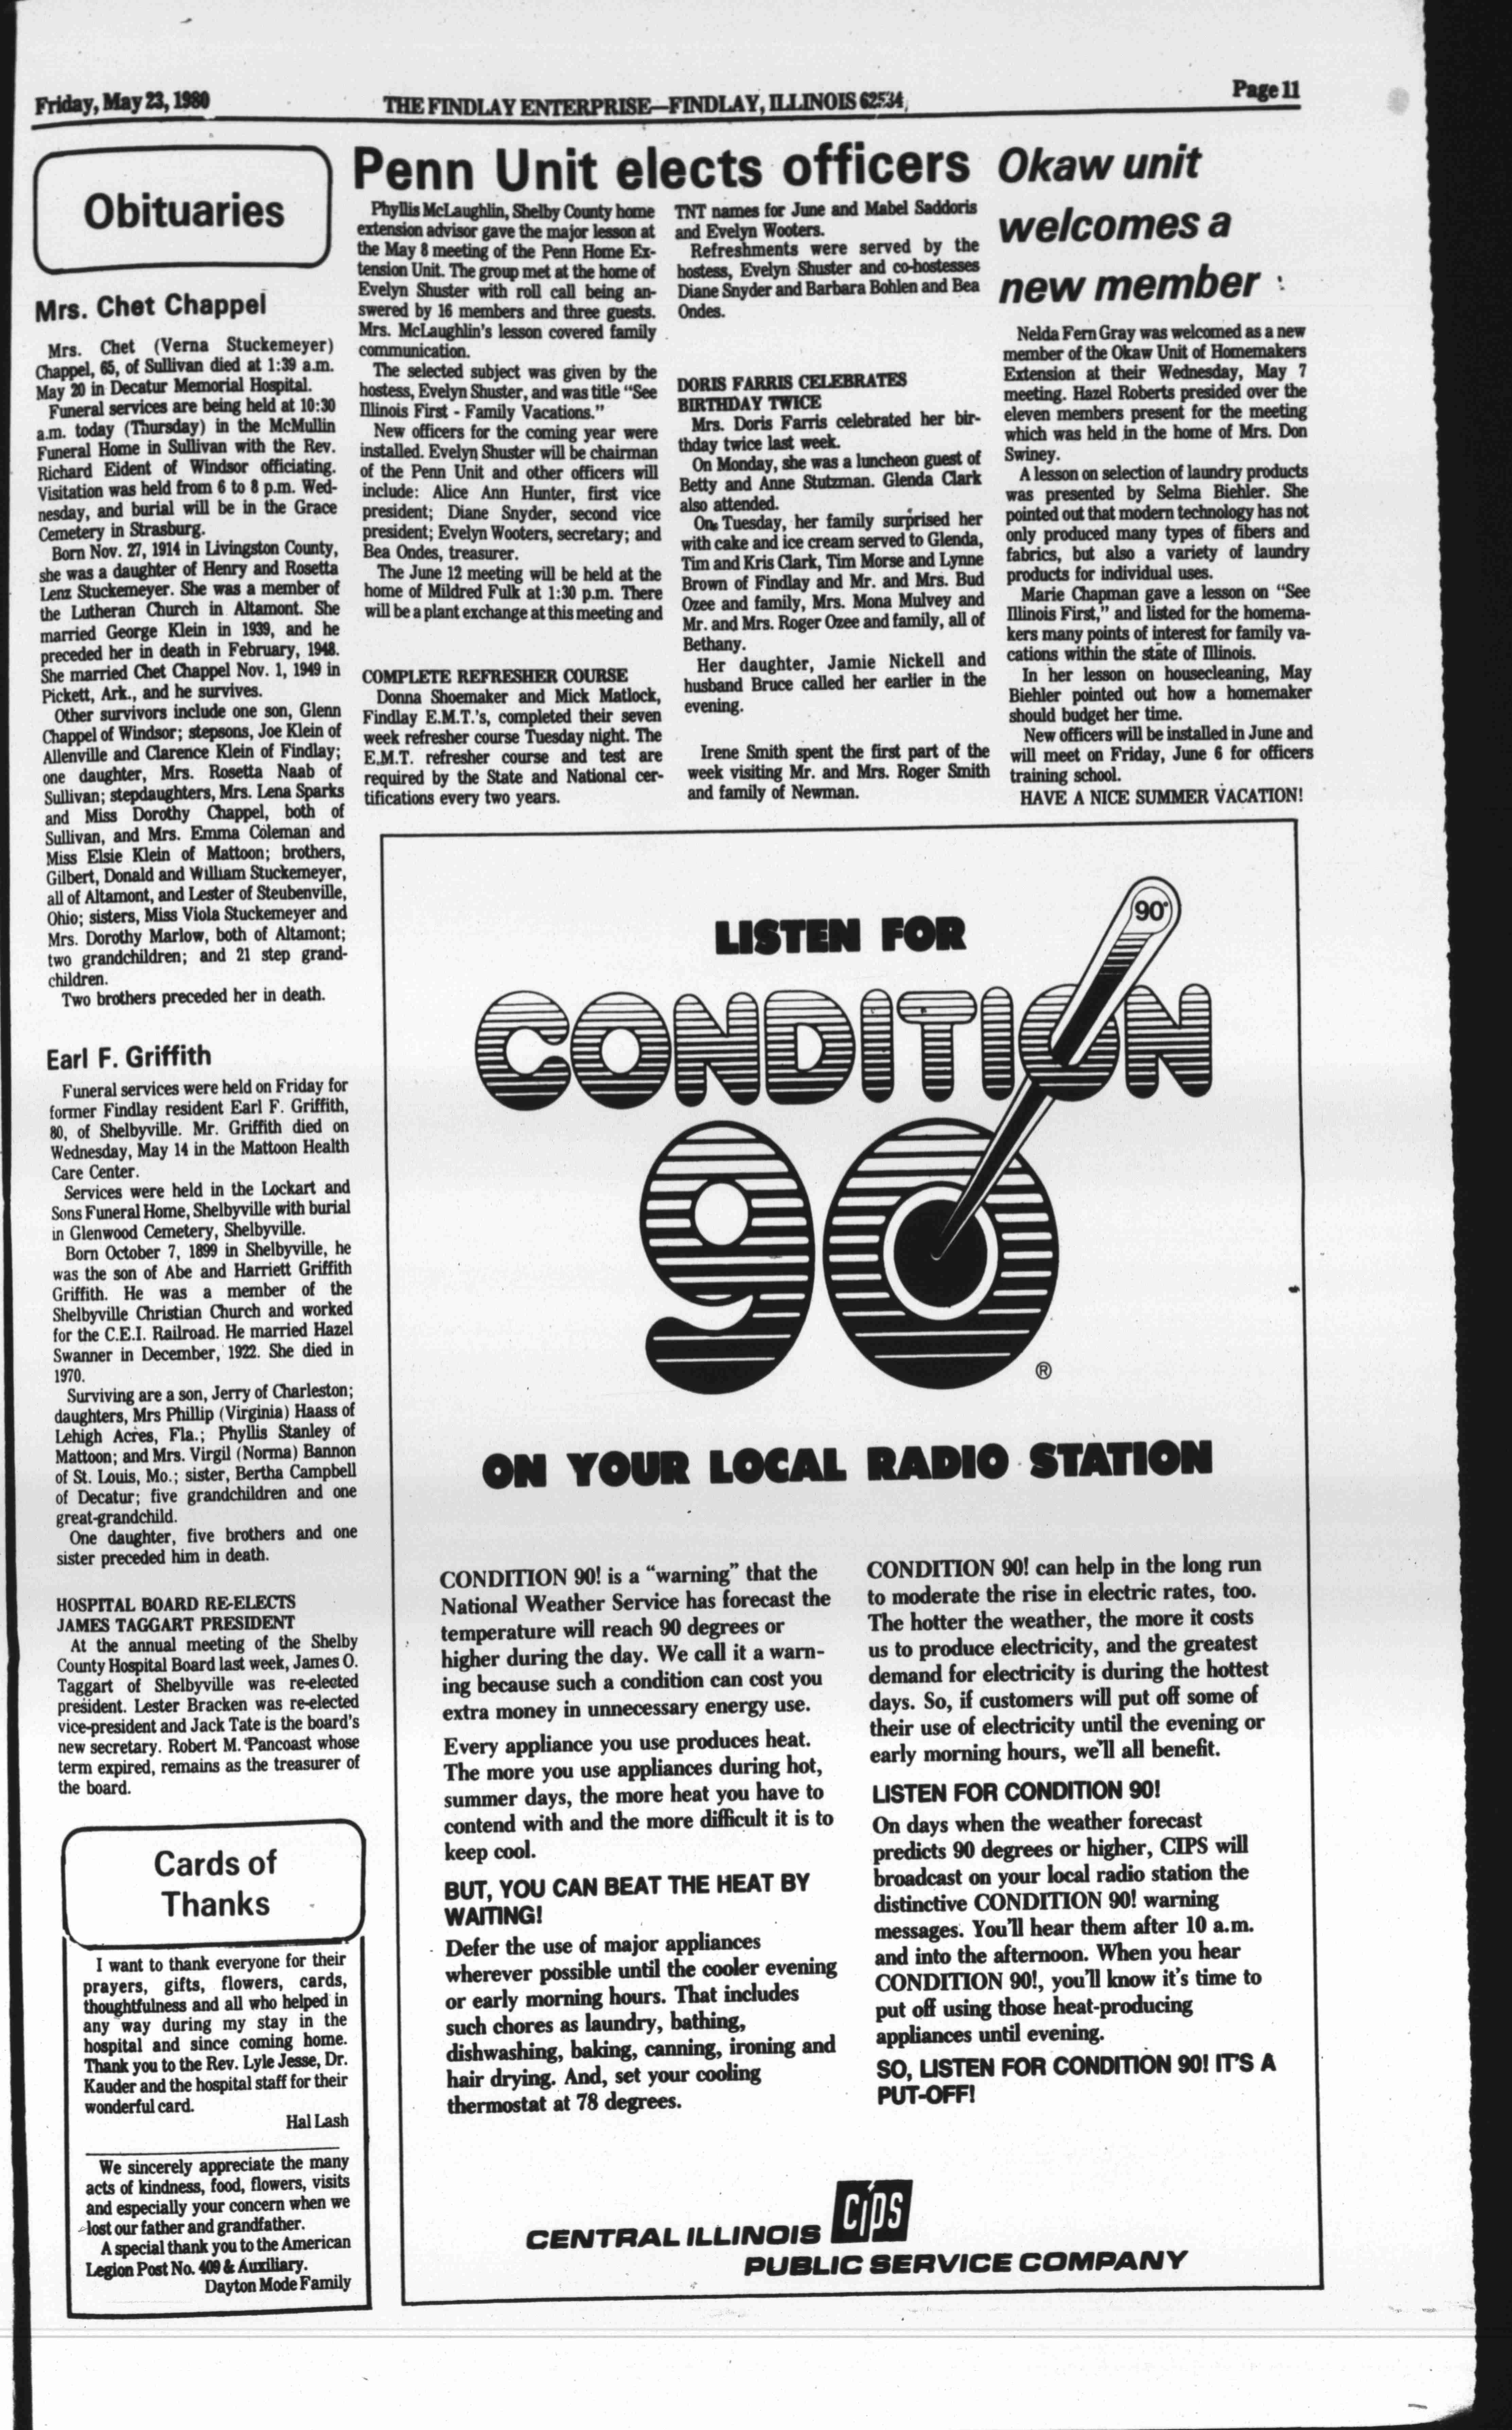 Friday, May 23, 1980
THE FINDLAY ENTERPRISE—FINDLAY, ILLINOIS 62534
Page 11
Obituaries
Mrs. Chet Chappel
Mrs. Chet (Verna Stuckemeyer)
Chappel, 65, of Sullivan died at 1:39 a.m.
May 20 in Decatur Memorial Hospital.
Funeral services are being held at 10:30
a.m. today (Thursday) in the McMullin
Funeral Home in Sullivan with the Rev.
Richard Eident of Windsor officiating.
Visitation was held from 6 to 8 p.m. Wed-
nesday, and burial will be in the Grace
Cemetery in Strasburg.
Born Nov. 27, 1914 in Livingston County,
she was a daughter of Henry and Rosetta
Lenz Stuckemeyer. She was a member of
the Lutheran Church in Altamont. She
married George Klein in 1939, and he
preceded her in death in February, 1948.
She married Chet Chappel Nov. 1, 1949 in
Pickett, Ark., and he survives.
Other survivors include one son, Glenn
Chappel of Windsor; stepsons, Joe Klein of
Allenville and Clarence Klein of Findlay;
one daughter, Mrs. Rosetta Naab of
Sullivan; stepdaughters, Mrs. Lena Sparks
and Miss Dorothy Chappel, both of
Sullivan, and Mrs. Emma Coleman and
Miss Elsie Klein of Mattoon; brothers,
Gilbert, Donald and William Stuckemeyer,
all of Altamont, and Lester of Steubenville,
Ohio; sisters, Miss Viola Stuckemeyer and
Mrs. Dorothy Marlow, both of Altamont;
two grandchildren; and 21 step grand-
children.
Two brothers preceded her in death.
Earl F. Griffith
Funeral services were held on Friday for
former Findlay resident Earl F. Griffith,
80, of Shelbyville. Mr. Griffith died on
Wednesday, May 14 in the Mattoon Health
Care Center.
Services were held in the Lockart and
Sons Funeral Home, Shelbyville with burial
in Glenwood Cemetery, Shelbyville.
Born October 7, 1899 in Shelbyville, he
was the son of Abe and Harriett Griffith
Griffith. He was a member of the
Shelbyville Christian Church and worked
for the C.E.I. Railroad. He married Hazel
Swanner in December, 1922. She died in
1970.
Surviving are a son, Jerry of Charleston;
daughters, Mrs Phillip (Virginia) Haass of
Lehigh Acres, Fla.; Phyllis Stanley of
Mattoon; and Mrs. Virgil (Norma) Bannon
of St. Louis, Mo.; sister, Bertha Campbell
of Decatur; five grandchildren and one
great-grandchild.
One daughter, five brothers and one
sister preceded him in death.
HOSPITAL BOARD RE-ELECTS
JAMES TAGGART PRESIDENT
At the annual meeting of the Shelby
County Hospital Board last week, James O.
Taggart of Shelbyville was re-elected
president. Lester Bracken was re-elected
vice-president and Jack Tate is the board's
new secretary. Robert M. Pancoast whose
term expired, remains as the treasurer of
the board.
Cards of
Thanks
I want to thank everyone for their
prayers, gifts, flowers, cards,
thoughtfulness and all who helped in
any way during my stay in the
hospital and since coming home.
Thank you to the Rev. Lyle Jesse, Dr.
Kauder and the hospital staff for their
wonderful card.
Hal Lash
We sincerely appreciate the many
acts of kindness, food, flowers, visits
and especially your concern when we
lost our father and grandfather.
A special thank you to the American
Legion Post No. 409 & Auxiliary.
Dayton Mode Family
Penn Unit elects officers
Phyllis McLaughlin, Shelby County home
extension advisor gave the major lesson at
the May 8 meeting of the Penn Home Ex-
tension Unit. The group met at the home of
Evelyn Shuster with roll call being an-
swered by 16 members and three guests.
Mrs. McLaughlin's lesson covered family
communication.
The selected subject was given by the
hostess, Evelyn Shuster, and was title "See
Illinois First - Family Vacations."
New officers for the coming year were
installed. Evelyn Shuster will be chairman
of the Penn Unit and other officers will
include: Alice Ann Hunter, first vice
president; Diane Snyder, second vice
president; Evelyn Wooters, secretary; and
Bea Ondes, treasurer.
The June 12 meeting will be held at the
home of Mildred Fulk at 1:30 p.m. There
will be a plant exchange at this meeting and
TNT names for June and Mabel Saddoris
and Evelyn Wooters.
Refreshments were served by the
hostess, Evelyn Shuster and co-hostesses
Diane Snyder and Barbara Bohlen and Bea
Ondes.
COMPLETE REFRESHER COURSE
Donna Shoemaker and Mick Matlock,
Findlay E.M.T.'s, completed their seven
week refresher course Tuesday night. The
E.M.T. refresher course and test are
required by the State and National cer-
tifications every two years.
DORIS FARRIS CELEBRATES
BIRTHDAY TWICE
Mrs. Doris Farris celebrated her bir-
thday twice last week.
On Monday, she was a luncheon guest of
Betty and Anne Stutzman. Glenda Clark
also attended.
On Tuesday, her family surprised her
with cake and ice cream served to Glenda,
Tim and Kris Clark, Tim Morse and Lynne
Brown of Findlay and Mr. and Mrs. Bud
Ozee and family, Mrs. Mona Mulvey and
Mr. and Mrs. Roger Ozee and family, all of
Bethany.
Her daughter, Jamie Nickell and
husband Bruce called her earlier in the
evening.
Irene Smith spent the first part of the
week visiting Mr. and Mrs. Roger Smith
and family of Newman.
Okaw unit
welcomes a
new member
Nelda Fern Gray was welcomed as a new
member of the Okaw Unit of Homemakers
Extension at their Wednesday, May 7
meeting. Hazel Roberts presided over the
eleven members present for the meeting
which was held in the home of Mrs. Don
Swiney.
A lesson on selection of laundry products
was presented by Selma Biehler. She
pointed out that modern technology has not
only produced many types of fibers and
fabrics, but also a variety of laundry
products for individual uses.
Marie Chapman gave a lesson on "See
Illinois First," and listed for the homema-
kers many points of interest for family va-
cations within the state of Illinois.
In her lesson on housecleaning, May
Biehler pointed out how a homemaker
should budget her time.
New officers will be installed in June and
will meet on Friday, June 6 for officers
training school.
HAVE A NICE SUMMER VACATION!
LISTEN FOR
90°
CONDITION
90
®
ON YOUR LOCAL RADIO STATION
CONDITION 90! is a "warning" that the
National Weather Service has forecast the
temperature will reach 90 degrees or
higher during the day. We call it a warn-
ing because such a condition can cost you
extra money in unnecessary energy use.
Every appliance you use produces heat.
The more you use appliances during hot,
summer days, the more heat you have to
contend with and the more difficult it is to
keep cool.
BUT, YOU CAN BEAT THE HEAT BY
WAITING!
Defer the use of major appliances
wherever possible until the cooler evening
or early morning hours. That includes
such chores as laundry, bathing,
dishwashing, baking, canning, ironing and
hair drying. And, set your cooling
thermostat at 78 degrees.
CONDITION 90! can help in the long run
to moderate the rise in electric rates, too.
The hotter the weather, the more it costs
us to produce electricity, and the greatest
demand for electricity is during the hottest
days. So, if customers will put off some of
their use of electricity until the evening or
early morning hours, we'll all benefit.
LISTEN FOR CONDITION 90!
On days when the weather forecast
predicts 90 degrees or higher, CIPS will
broadcast on your local radio station the
distinctive CONDITION 90! warning
messages. You'll hear them after 10 a.m.
and into the afternoon. When you hear
CONDITION 90!, you'll know it's time to
put off using those heat-producing
appliances until evening.
SO, LISTEN FOR CONDITION 90! IT'S A
PUT-OFF!
CENTRAL ILLINOIS CIPS
PUBLIC SERVICE COMPANY